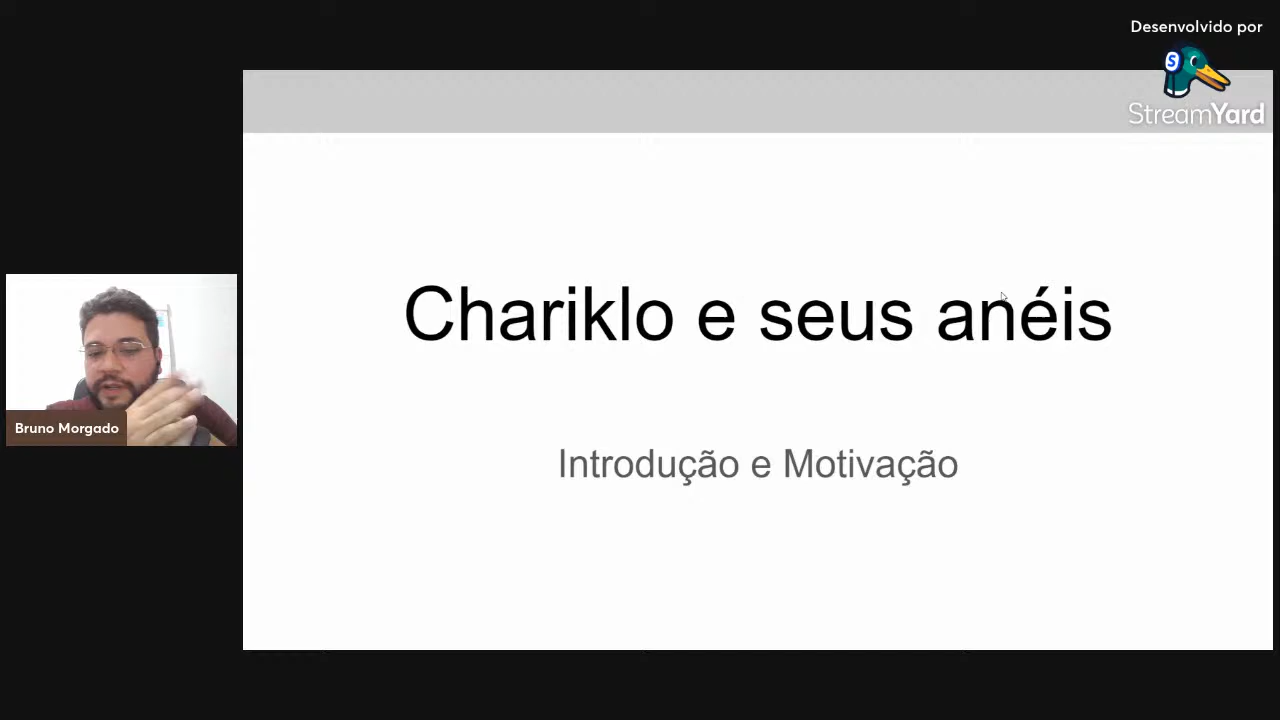 Desenvolvido por
S
StreamYard
Chariklo e seus anéis
Bruno Morgado
Introdução e Motivação